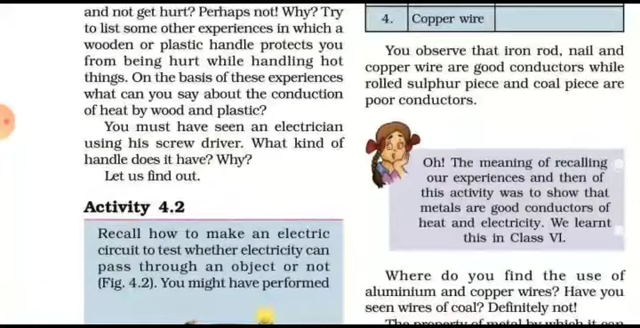 and not get hurt? Perhaps not! Why? Try
to list some other experiences in which a
wooden or plastic handle protects you
from being hurt while handling hot
things. On the basis of these experiences
what can you say about the conduction
of heat by wood and plastic?
You must have seen an electrician
using his screw driver. What kind of
handle does it have? Why?
Let us find out.
Activity 4.2
Recall how to make an electric
circuit to test whether electricity can
pass through an object or not
(Fig. 4.2). You might have performed
4. Copper wire
You observe that iron rod, nail and
copper wire are good conductors while
rolled sulphur piece and coal piece are
poor conductors.
Oh! The meaning of recalling
our experiences and then of
this activity was to show that
metals are good conductors of
heat and electricity. We learnt
this in Class VI.
Where do you find the use of
aluminium and copper wires? Have you
seen wires of coal? Definitely not!
The property of metal by which it can